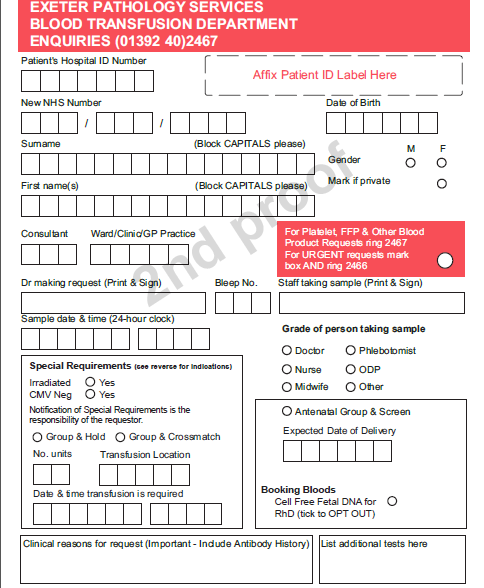 EXETER PATHOLOGY SERVICES
BLOOD TRANSFUSION DEPARTMENT
ENQUIRIES (01392 40)2467
Patient's Hospital ID Number
Affix Patient ID Label Here
New NHS Number
Date of Birth
/ /
Surname (Block CAPITALS please)
M F
Gender
First name(s) (Block CAPITALS please)
Mark if private
2nd proof
Consultant Ward/Clinic/GP Practice
For Platelet, FFP & Other Blood
Product Requests ring 2467
For URGENT requests mark
box AND ring 2466
Dr making request (Print & Sign) Bleep No. Staff taking sample (Print & Sign)
Sample date & time (24-hour clock)
Grade of person taking sample
Doctor Phlebotomist
Nurse ODP
Midwife Other
Special Requirements (see reverse for indications)
Irradiated Yes
CMV Neg Yes
Notification of Special Requirements is the
responsibility of the requestor.
Group & Hold Group & Crossmatch
No. units Transfusion Location
Date & time transfusion is required
Antenatal Group & Screen
Expected Date of Delivery
Booking Bloods
Cell Free Fetal DNA for
RhD (tick to OPT OUT)
Clinical reasons for request (Important - Include Antibody History)
List additional tests here